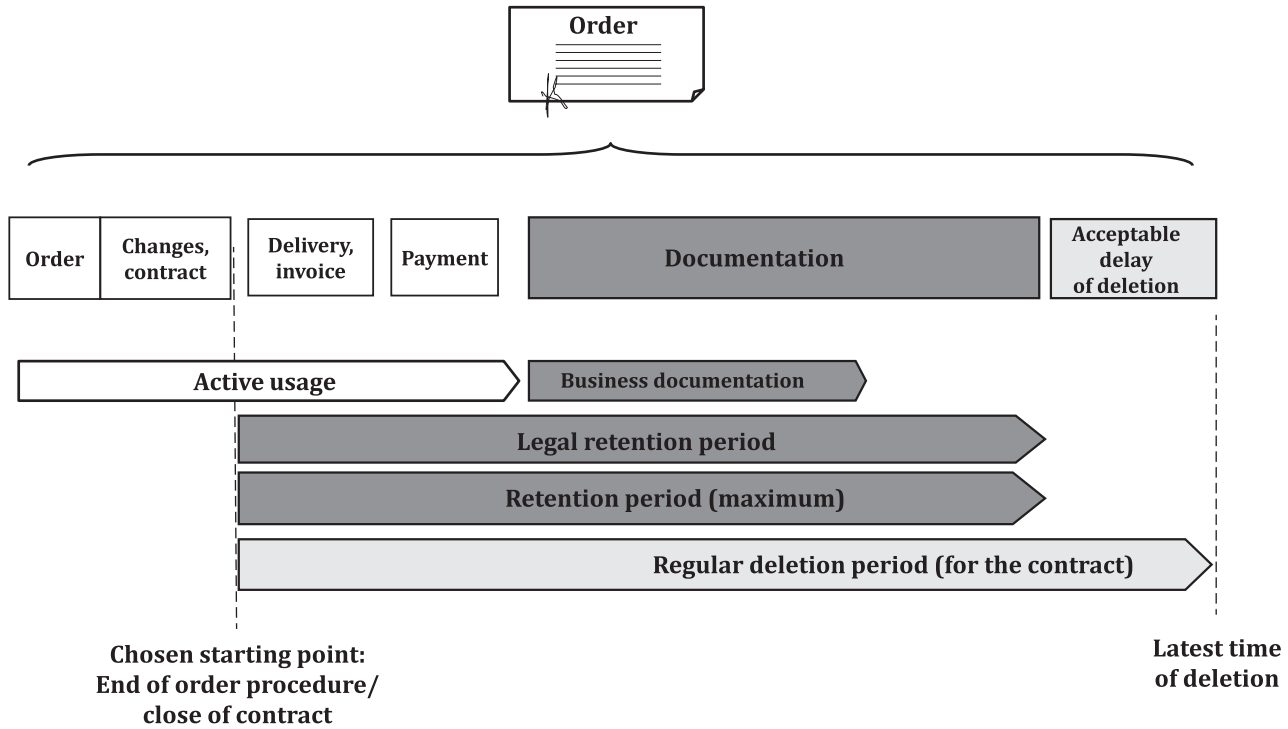 Order
Order
Changes,
contract
Delivery,
invoice
Payment
Documentation
Acceptable
delay
of deletion
Active usage
Business documentation
Legal retention period
Retention period (maximum)
Regular deletion period (for the contract)
Chosen starting point:
End of order procedure/
close of contract
Latest time
of deletion